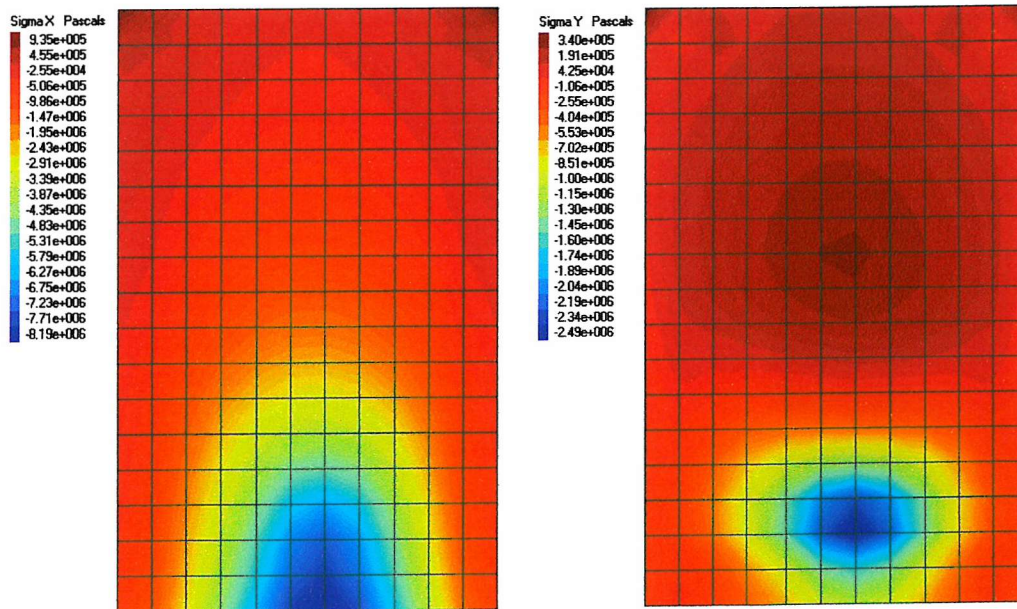 Sigma X Pascals
9.35e+005
4.55e+005
-2.55e+004
-5.06e+005
-9.86e+005
-1.47e+006
-1.95e+006
-2.43e+006
-2.91e+006
-3.39e+006
-3.87e+006
-4.35e+006
-4.83e+006
-5.31e+006
-5.79e+006
-6.27e+006
-6.75e+006
-7.23e+006
-7.71e+006
-8.19e+006
Sigma Y Pascals
3.40e+005
1.91e+005
4.25e+004
-1.06e+005
-2.55e+005
-4.04e+005
-5.53e+005
-7.02e+005
-8.51e+005
-1.00e+006
-1.15e+006
-1.30e+006
-1.45e+006
-1.60e+006
-1.74e+006
-1.89e+006
-2.04e+006
-2.19e+006
-2.34e+006
-2.49e+006